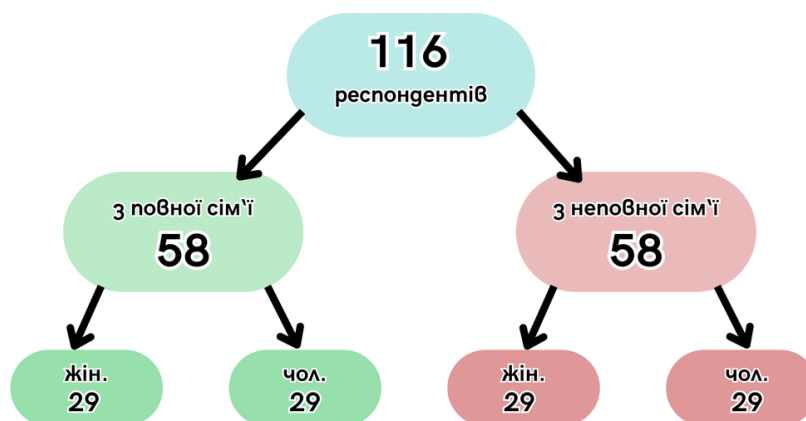 116
респондентів
з повної сім‵ї
58
з неповної сім‵ї
58
жін.
29
чол.
29
жін.
29
чол.
29